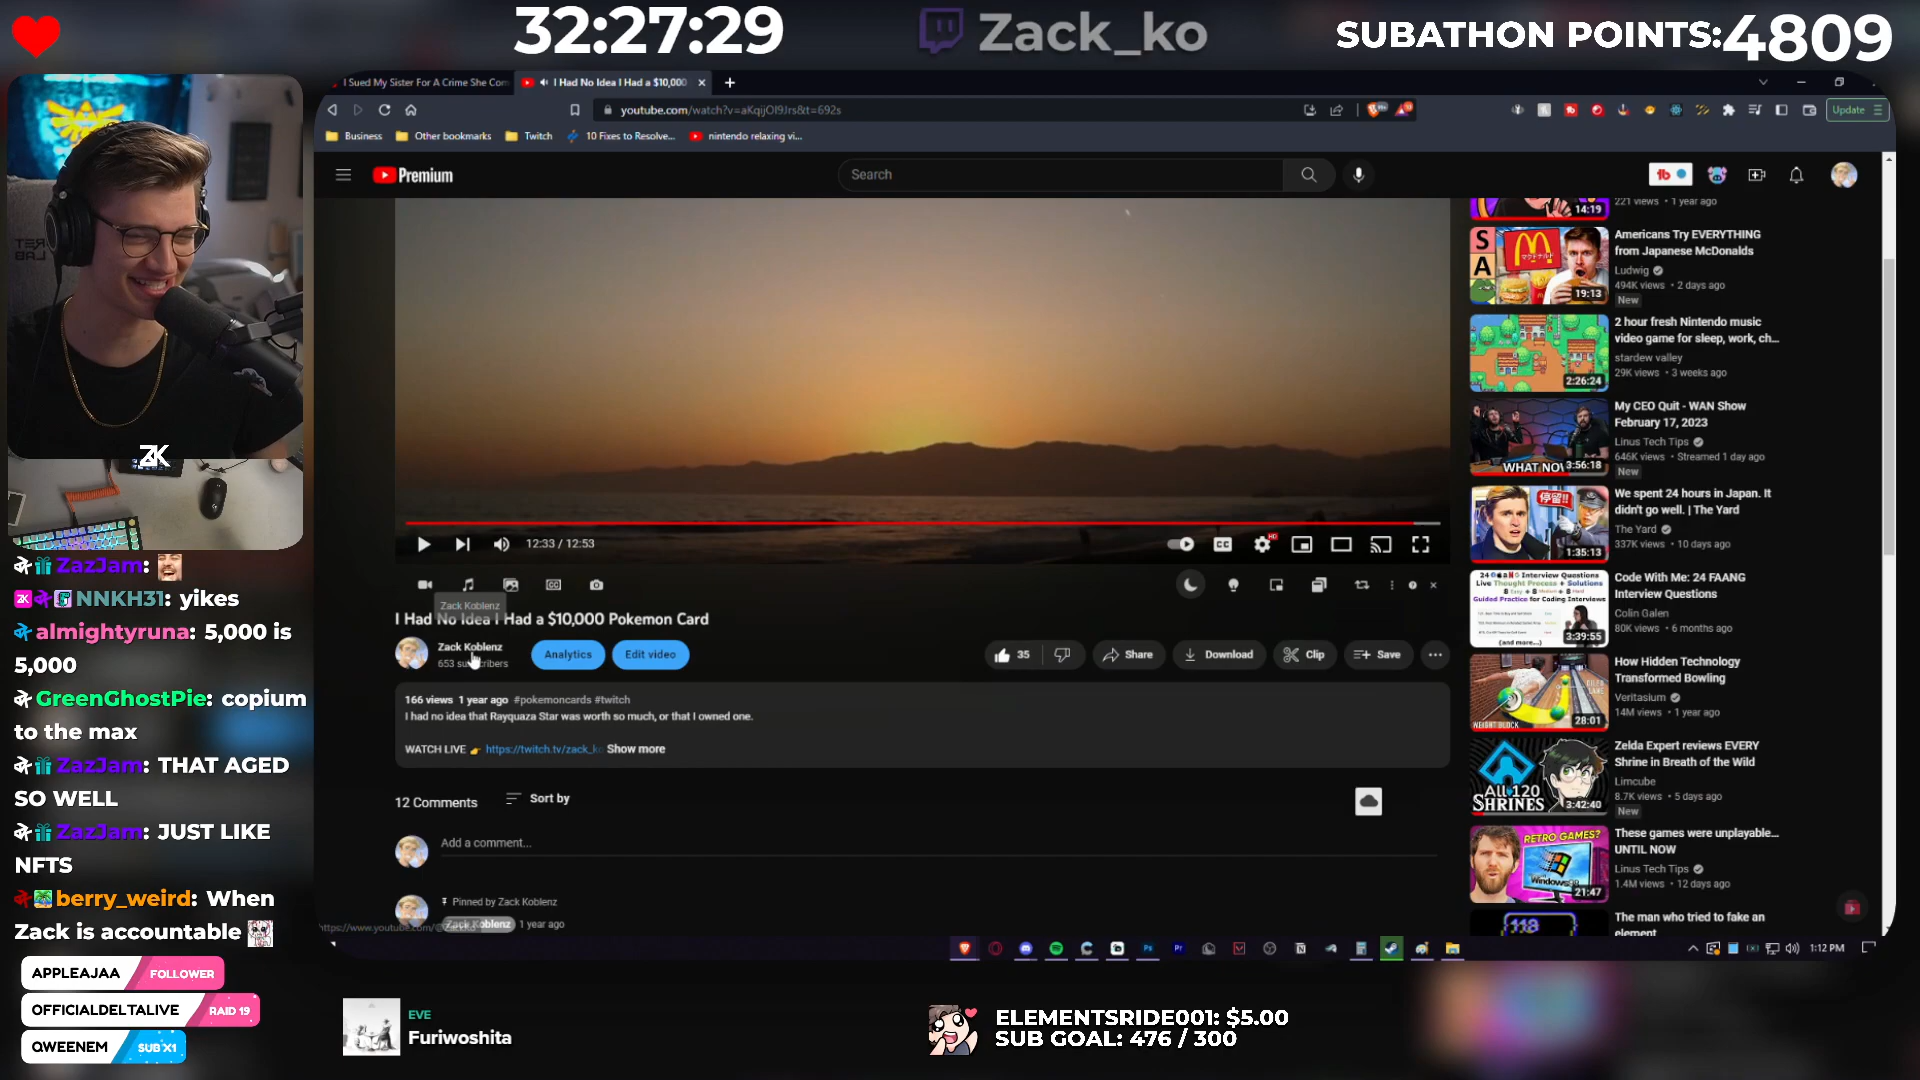 32:27:29
Zack_ko
SUBATHON POINTS:4809
I Sued My Sister For A Crime She Com
I Had No Idea I Had a $10,000
youtube.com/watch?v=aKqjjOI9Jrs&t=692s
Update
Business
Other bookmarks
Twitch
10 Fixes to Resolve...
nintendo relaxing vi...
Premium
Search
12:33 / 12:53
CC
HD
Zack Koblenz
I Had No Idea I Had a $10,000 Pokemon Card
Zack Koblenz
653 subscribers
Analytics
Edit video
35
Share
Download
Clip
Save
166 views 1 year ago #pokemoncards #twitch
I had no idea that Rayquaza Star was worth so much, or that I owned one.
WATCH LIVE 👉 https://twitch.tv/zack_k Show more
12 Comments
Sort by
Add a comment...
Pinned by Zack Koblenz
Zack Koblenz 1 year ago
14:19
221 views • 1 year ago
S
A
19:13
Americans Try EVERYTHING
from Japanese McDonalds
Ludwig
494K views • 2 days ago
New
2:26:24
2 hour fresh Nintendo music
video game for sleep, work, ch...
stardew valley
29K views • 3 weeks ago
WHAT NO
3:56:18
My CEO Quit - WAN Show
February 17, 2023
Linus Tech Tips
646K views • Streamed 1 day ago
New
1:35:13
We spent 24 hours in Japan. It
didn't go well. | The Yard
The Yard
337K views • 10 days ago
3:39:55
Code With Me: 24 FAANG
Interview Questions
Colin Galen
80K views • 6 months ago
28:01
How Hidden Technology
Transformed Bowling
Veritasium
14M views • 1 year ago
All 120
SHRINES
3:42:40
Zelda Expert reviews EVERY
Shrine in Breath of the Wild
Limcube
8.7K views • 5 days ago
New
RETRO GAMES?
21:47
These games were unplayable...
UNTIL NOW
Linus Tech Tips
1.4M views • 12 days ago
The man who tried to fake an
element
1:12 PM
ZK
ZazJam:
NNKH31: yikes
almightyruna: 5,000 is
5,000
GreenGhostPie: copium
to the max
ZazJam: THAT AGED
SO WELL
ZazJam: JUST LIKE
NFTS
berry_weird: When
Zack is accountable
APPLEAJAA FOLLOWER
OFFICIALDELTALIVE RAID 19
QWEENEM SUB X1
EVE
Furiwoshita
ELEMENTSRIDE001: $5.00
SUB GOAL: 476 / 300